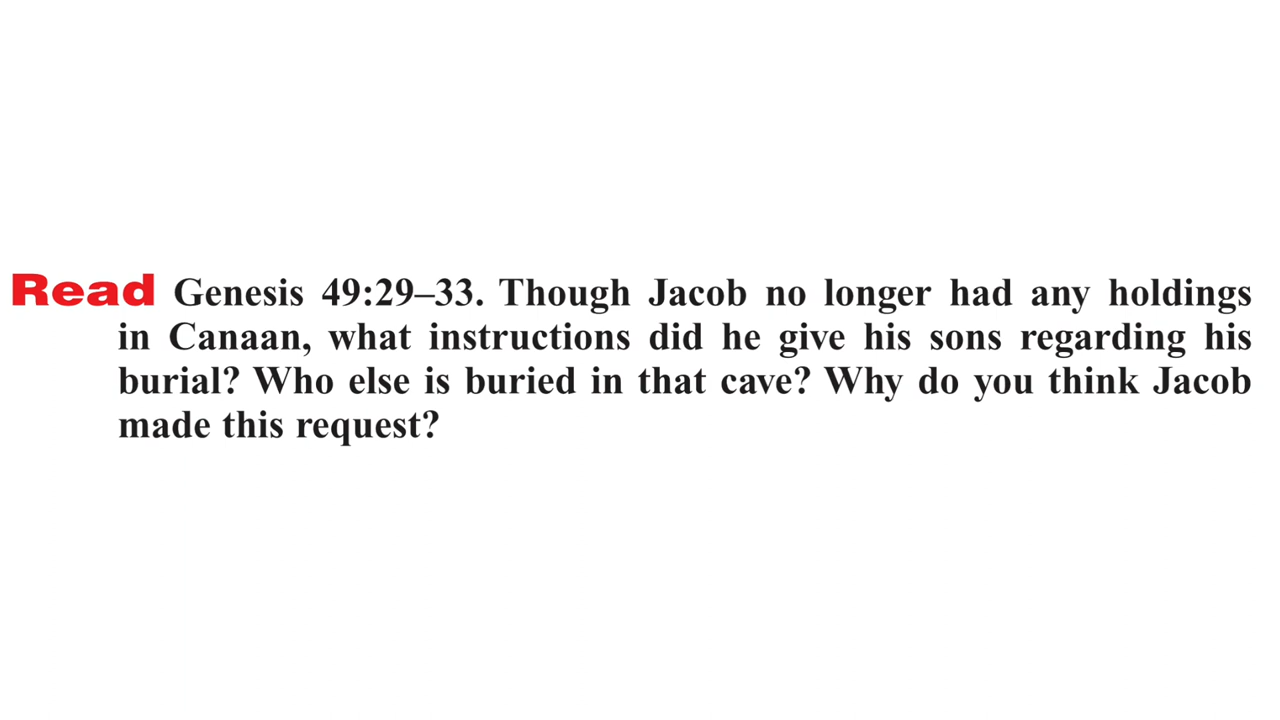 Read Genesis 49:29–33. Though Jacob no longer had any holdings
in Canaan, what instructions did he give his sons regarding his
burial? Who else is buried in that cave? Why do you think Jacob
made this request?